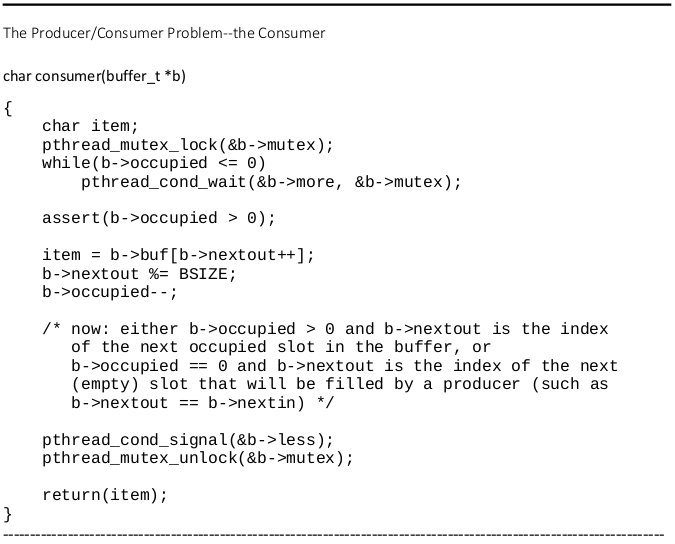 The Producer/Consumer Problem--the Consumer
char consumer(buffer_t *b)
{
    char item;
    pthread_mutex_lock(&b->mutex);
    while(b->occupied <= 0)
        pthread_cond_wait(&b->more, &b->mutex);
    assert(b->occupied > 0);
    item = b->buf[b->nextout++];
    b->nextout %= BSIZE;
    b->occupied--;
    /* now: either b->occupied > 0 and b->nextout is the index
       of the next occupied slot in the buffer, or
       b->occupied == 0 and b->nextout is the index of the next
       (empty) slot that will be filled by a producer (such as
       b->nextout == b->nextin) */
    pthread_cond_signal(&b->less);
    pthread_mutex_unlock(&b->mutex);
    return(item);
}